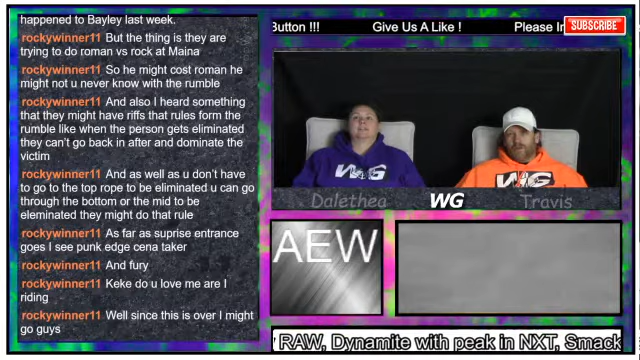 happened to Bayley last week.
rockywinner11 But the thing is they are
trying to do roman vs rock at Maina
rockywinner11 So he might cost roman he
might not u never know with the rumble
rockywinner11 And also I heard something
that they might have riffs that rules form the
rumble like when the person gets eliminated
they can't go back in after and dominate the
victim
rockywinner11 And as well as u don't have
to go to the top rope to be eliminated u can go
through the bottom or the mid to be
eleminated they might do that rule
rockywinner11 As far as suprise entrance
goes I see punk edge cena taker
rockywinner11 And fury
rockywinner11 Keke do u love me are I
riding
rockywinner11 Well since this is over I might
go guys
Button !!! Give Us A Like ! Please
SUBSCRIBE
WG
WG
Dalethea WG Travis
AEW
RAW, Dynamite with peak in NXT, Smack